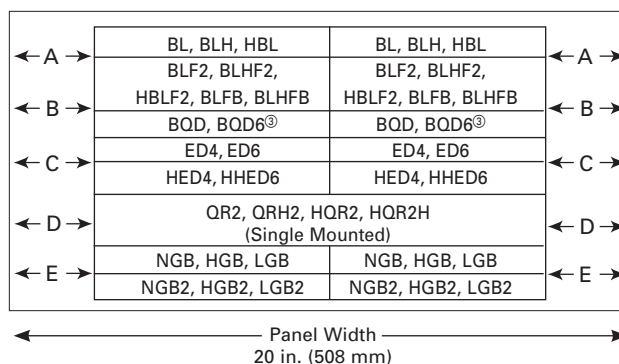 A BL, BLH, HBL BL, BLH, HBL A
BLF2, BLHF2, BLF2, BLHF2,
B HBLF2, BLFB, BLHFB HBLF2, BLFB, BLHFB B
BQD, BQD6③ BQD, BQD6③
C ED4, ED6 ED4, ED6 C
HED4, HHED6 HED4, HHED6
D QR2, QRH2, HQR2, HQR2H D
(Single Mounted)
E NGB, HGB, LGB NGB, HGB, LGB E
NGB2, HGB2, LGB2 NGB2, HGB2, LGB2
Panel Width
20 in. (508 mm)